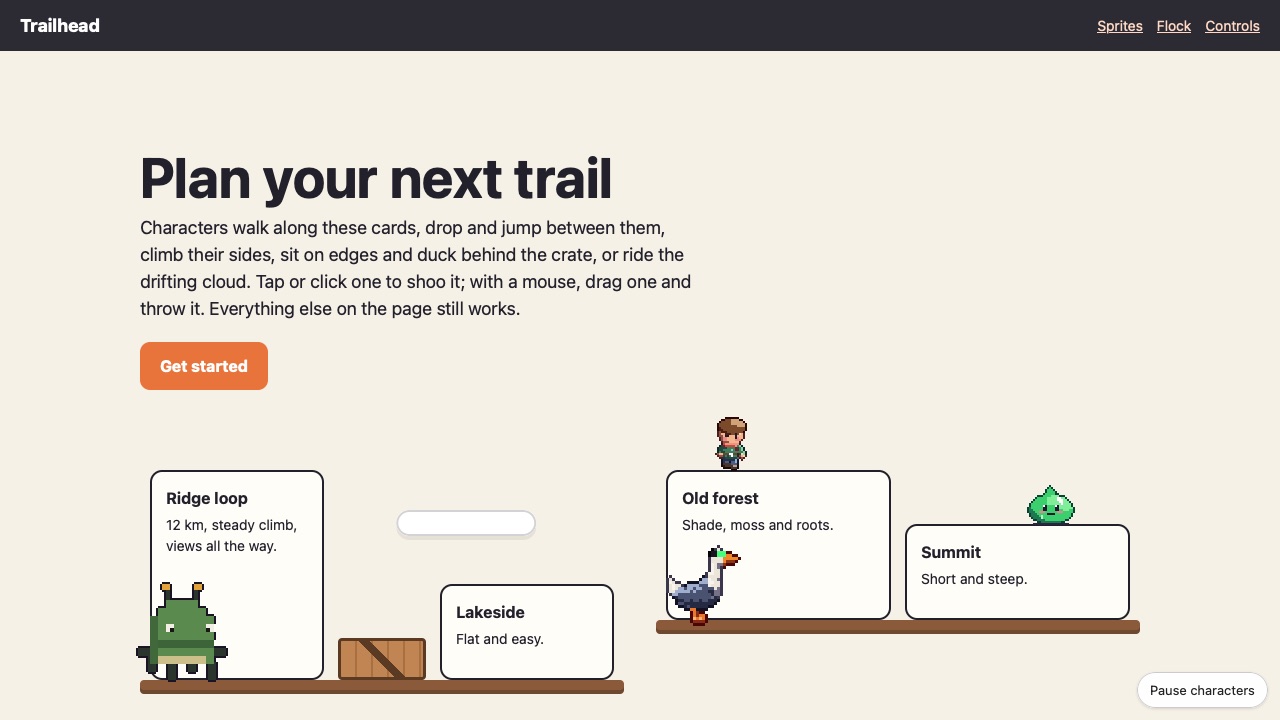 Trailhead
Sprites Flock Controls
Plan your next trail
Characters walk along these cards, drop and jump between them,
climb their sides, sit on edges and duck behind the crate, or ride the
drifting cloud. Tap or click one to shoo it; with a mouse, drag one and
throw it. Everything else on the page still works.
Get started
Ridge loop
12 km, steady climb,
views all the way.
Lakeside
Flat and easy.
Old forest
Shade, moss and roots.
Summit
Short and steep.
Pause characters